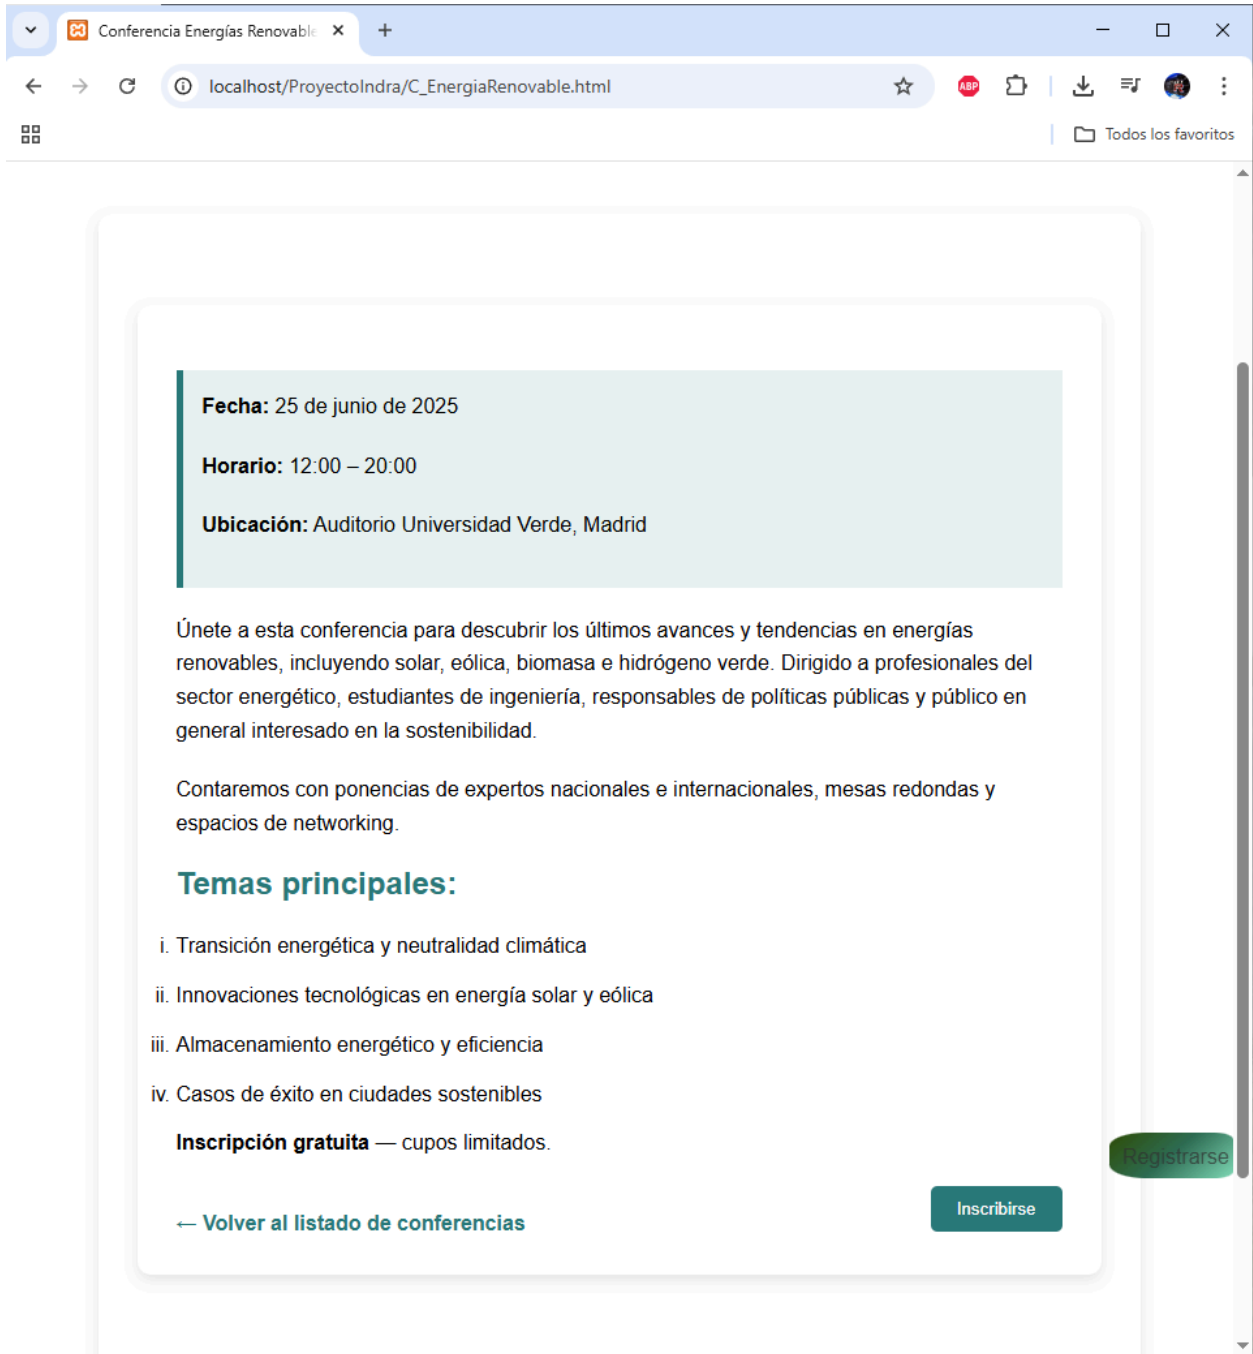 Conferencia Energías Renovable
localhost/ProyectoIndra/C_EnergiaRenovable.html
ABP
Todos los favoritos
Fecha: 25 de junio de 2025
Horario: 12:00 – 20:00
Ubicación: Auditorio Universidad Verde, Madrid
Únete a esta conferencia para descubrir los últimos avances y tendencias en energías
renovables, incluyendo solar, eólica, biomasa e hidrógeno verde. Dirigido a profesionales del
sector energético, estudiantes de ingeniería, responsables de políticas públicas y público en
general interesado en la sostenibilidad.
Contaremos con ponencias de expertos nacionales e internacionales, mesas redondas y
espacios de networking.
Temas principales:
i. Transición energética y neutralidad climática
ii. Innovaciones tecnológicas en energía solar y eólica
iii. Almacenamiento energético y eficiencia
iv. Casos de éxito en ciudades sostenibles
Inscripción gratuita — cupos limitados.
Registrarse
← Volver al listado de conferencias
Inscribirse